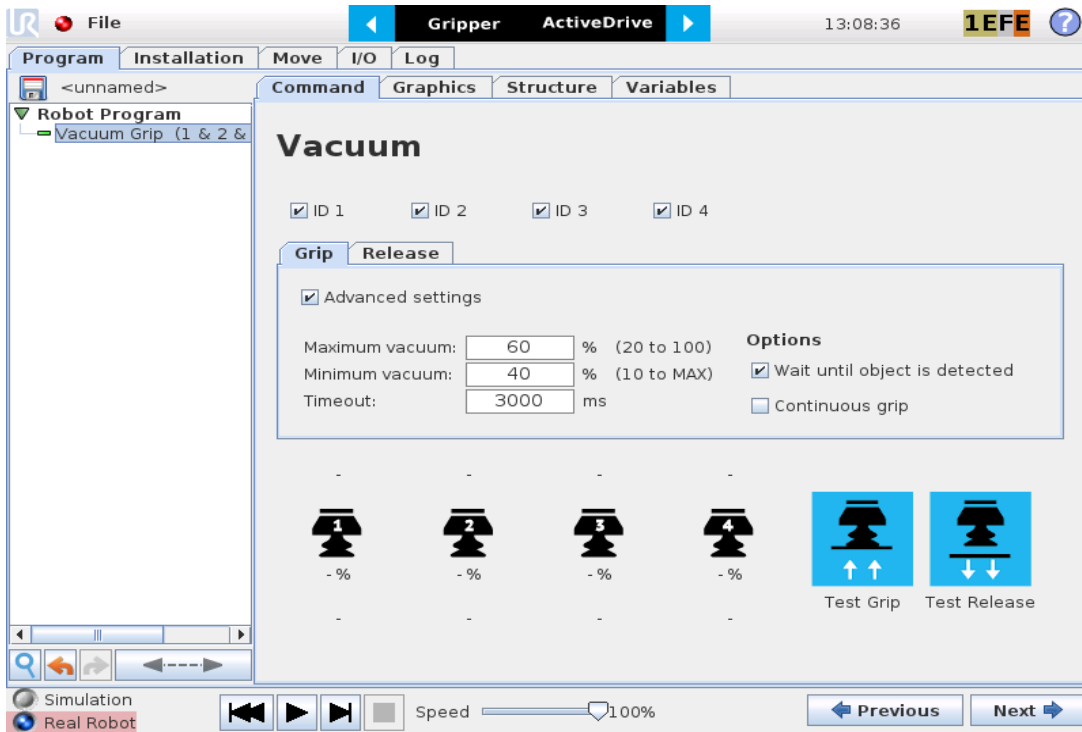 UR File Gripper ActiveDrive 13:08:36 1EFE ?
Program Installation Move I/O Log
<unnamed> Command Graphics Structure Variables
Robot Program
Vacuum Grip (1 & 2 &
Vacuum
ID 1 ID 2 ID 3 ID 4
Grip Release
Advanced settings
Maximum vacuum: 60 % (20 to 100)
Minimum vacuum: 40 % (10 to MAX)
Timeout: 3000 ms
Options
Wait until object is detected
Continuous grip
- - - -
1 2 3 4
- % - % - % - %
- - - -
Test Grip Test Release
Simulation
Real Robot
Speed 100%
Previous Next